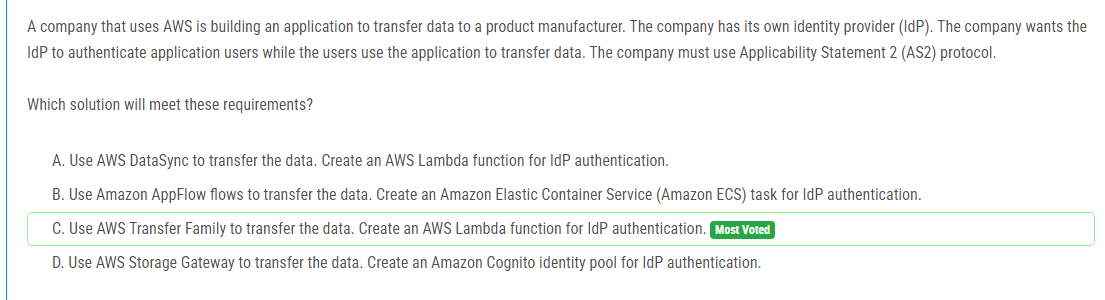 A company that uses AWS is building an application to transfer data to a product manufacturer. The company has its own identity provider (IdP). The company wants the
IdP to authenticate application users while the users use the application to transfer data. The company must use Applicability Statement 2 (AS2) protocol.
Which solution will meet these requirements?
A. Use AWS DataSync to transfer the data. Create an AWS Lambda function for IdP authentication.
B. Use Amazon AppFlow flows to transfer the data. Create an Amazon Elastic Container Service (Amazon ECS) task for IdP authentication.
C. Use AWS Transfer Family to transfer the data. Create an AWS Lambda function for IdP authentication. Most Voted
D. Use AWS Storage Gateway to transfer the data. Create an Amazon Cognito identity pool for IdP authentication.